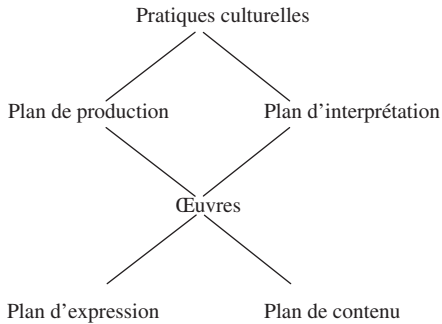 Pratiques culturelles
Plan de production
Plan d’interprétation
Œuvres
Plan d’expression
Plan de contenu